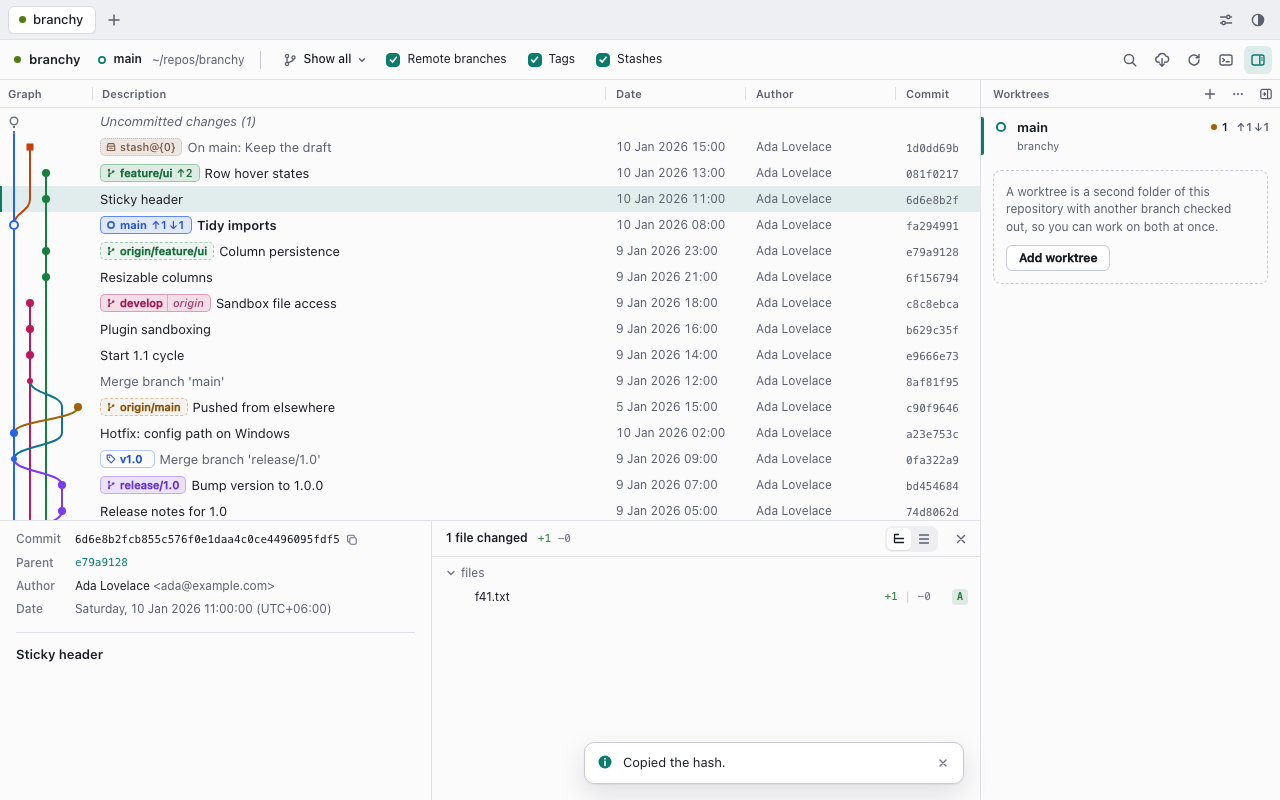 branchy
branchy main ~/repos/branchy Show all Remote branches Tags Stashes
Graph Description Date Author Commit
Uncommitted changes (1)
stash@{0} On main: Keep the draft 10 Jan 2026 15:00 Ada Lovelace 1d0dd69b
feature/ui ↑2 Row hover states 10 Jan 2026 13:00 Ada Lovelace 081f0217
Sticky header 10 Jan 2026 11:00 Ada Lovelace 6d6e8b2f
main ↑1↓1 Tidy imports 10 Jan 2026 08:00 Ada Lovelace fa294991
origin/feature/ui Column persistence 9 Jan 2026 23:00 Ada Lovelace e79a9128
Resizable columns 9 Jan 2026 21:00 Ada Lovelace 6f156794
develop origin Sandbox file access 9 Jan 2026 18:00 Ada Lovelace c8c8ebca
Plugin sandboxing 9 Jan 2026 16:00 Ada Lovelace b629c35f
Start 1.1 cycle 9 Jan 2026 14:00 Ada Lovelace e9666e73
Merge branch 'main' 9 Jan 2026 12:00 Ada Lovelace 8af81f95
origin/main Pushed from elsewhere 5 Jan 2026 15:00 Ada Lovelace c90f9646
Hotfix: config path on Windows 10 Jan 2026 02:00 Ada Lovelace a23e753c
v1.0 Merge branch 'release/1.0' 9 Jan 2026 09:00 Ada Lovelace 0fa322a9
release/1.0 Bump version to 1.0.0 9 Jan 2026 07:00 Ada Lovelace bd454684
Release notes for 1.0 9 Jan 2026 05:00 Ada Lovelace 74d8062d
Worktrees
main 1 ↑1↓1
branchy
A worktree is a second folder of this
repository with another branch checked
out, so you can work on both at once.
Add worktree
Commit 6d6e8b2fcb855c576f0e1daa4c0ce4496095fdf5
Parent e79a9128
Author Ada Lovelace <ada@example.com>
Date Saturday, 10 Jan 2026 11:00:00 (UTC+06:00)
Sticky header
1 file changed +1 −0
files
f41.txt +1 −0 A
Copied the hash.